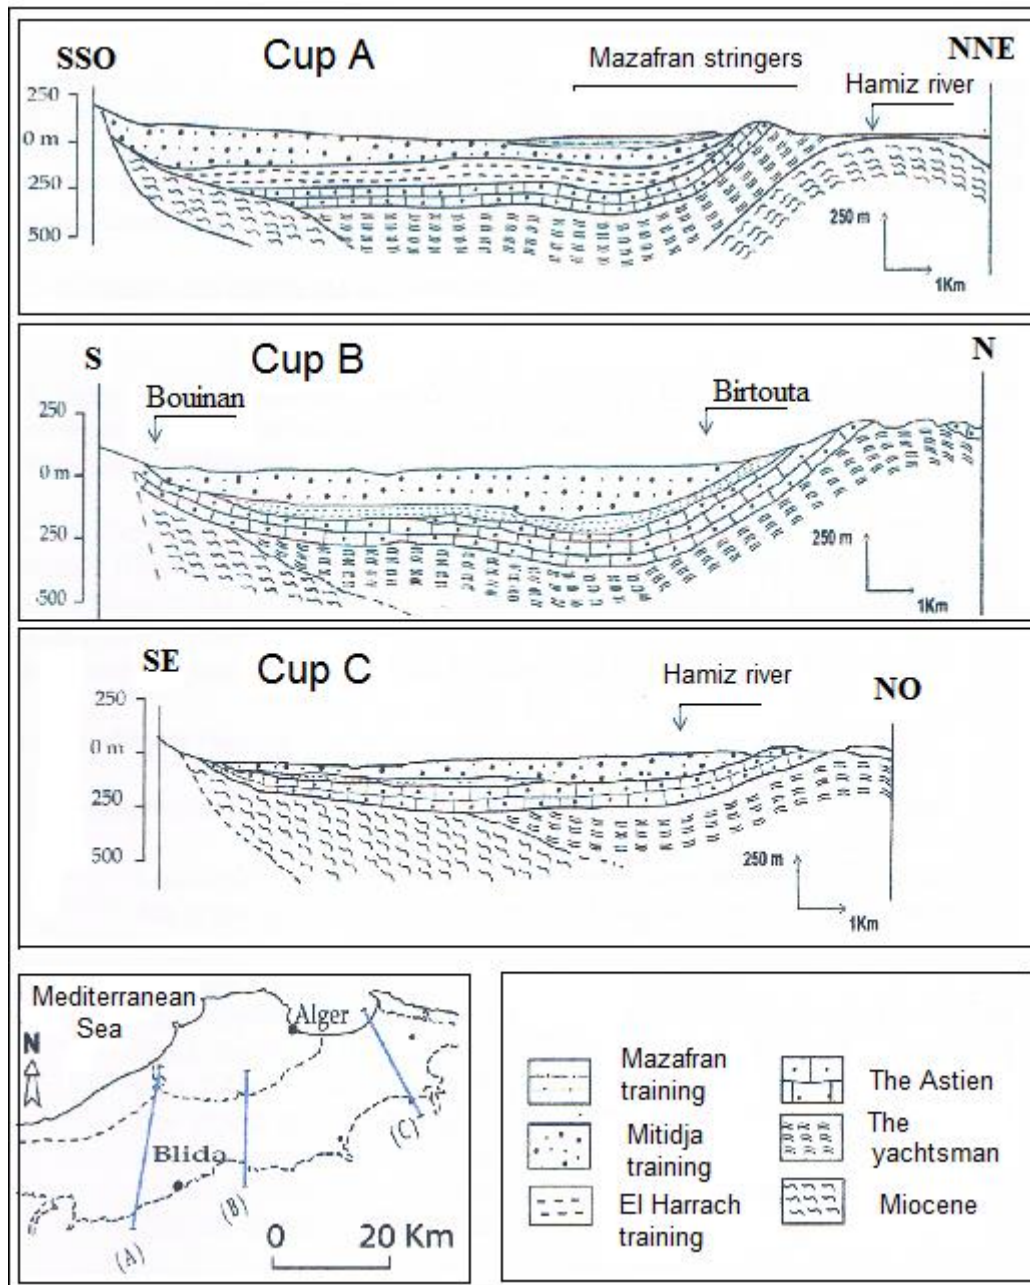 SSO
Cup A
Mazafran stringers
NNE
Hamiz river
250
0 m
250
500
250 m
1Km
S
Cup B
N
Bouinan
Birtouta
250
0 m
250
-500
250 m
1Km
SE
Cup C
Hamiz river
NO
250
0 m
250
500
250 m
1Km
Mediterranean
Sea
Alger
N
Blida
(A)
(B)
(C)
0 20 Km
Mazafran
training
Mitidja
training
El Harrach
training
The Astien
The
yachtsman
Miocene